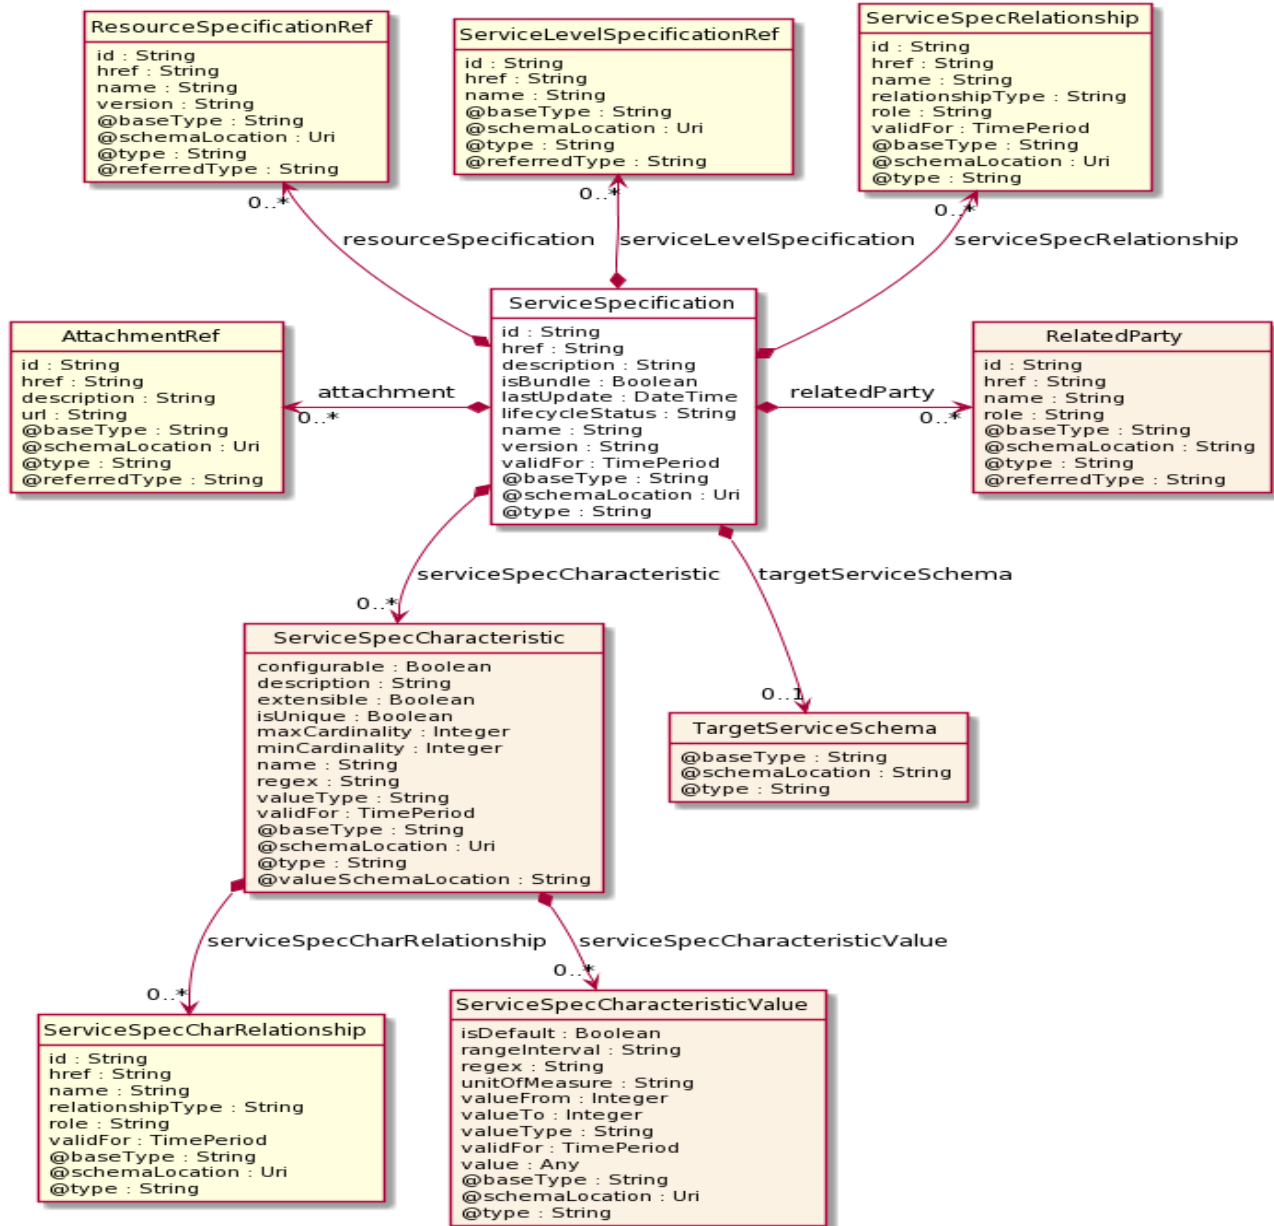 ResourceSpecificationRef
id : String
href : String
name : String
version : String
@baseType : String
@schemaLocation : Uri
@type : String
@referredType : String
ServiceLevelSpecificationRef
id : String
href : String
name : String
@baseType : String
@schemaLocation : Uri
@type : String
@referredType : String
ServiceSpecRelationship
id : String
href : String
name : String
relationshipType : String
role : String
validFor : TimePeriod
@baseType : String
@schemaLocation : Uri
@type : String
0..*
0..*
0..*
resourceSpecification
serviceLevelSpecification
serviceSpecRelationship
AttachmentRef
id : String
href : String
description : String
url : String
@baseType : String
@schemaLocation : Uri
@type : String
@referredType : String
attachment
0..*
ServiceSpecification
id : String
href : String
description : String
isBundle : Boolean
lastUpdate : DateTime
lifecycleStatus : String
name : String
version : String
validFor : TimePeriod
@baseType : String
@schemaLocation : Uri
@type : String
relatedParty
0..*
RelatedParty
id : String
href : String
name : String
role : String
@baseType : String
@schemaLocation : String
@type : String
@referredType : String
serviceSpecCharacteristic
targetServiceSchema
0..*
0..1
ServiceSpecCharacteristic
configurable : Boolean
description : String
extensible : Boolean
isUnique : Boolean
maxCardinality : Integer
minCardinality : Integer
name : String
regex : String
valueType : String
validFor : TimePeriod
@baseType : String
@schemaLocation : Uri
@type : String
@valueSchemaLocation : String
TargetServiceSchema
@baseType : String
@schemaLocation : String
@type : String
serviceSpecCharRelationship
serviceSpecCharacteristicValue
0..*
0..*
ServiceSpecCharRelationship
id : String
href : String
name : String
relationshipType : String
role : String
validFor : TimePeriod
@baseType : String
@schemaLocation : Uri
@type : String
ServiceSpecCharacteristicValue
isDefault : Boolean
rangeInterval : String
regex : String
unitOfMeasure : String
valueFrom : Integer
valueTo : Integer
valueType : String
validFor : TimePeriod
value : Any
@baseType : String
@schemaLocation : Uri
@type : String